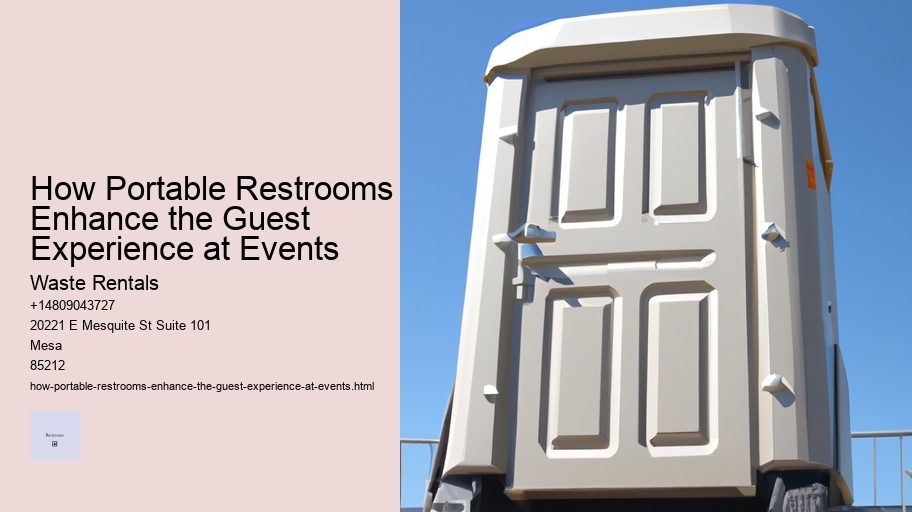 How Portable Restrooms
Enhance the Guest
Experience at Events
Waste Rentals
+14809043727
20221 E Mesquite St Suite 101
Mesa
85212
how-portable-restrooms-enhance-the-guest-experience-at-events.html